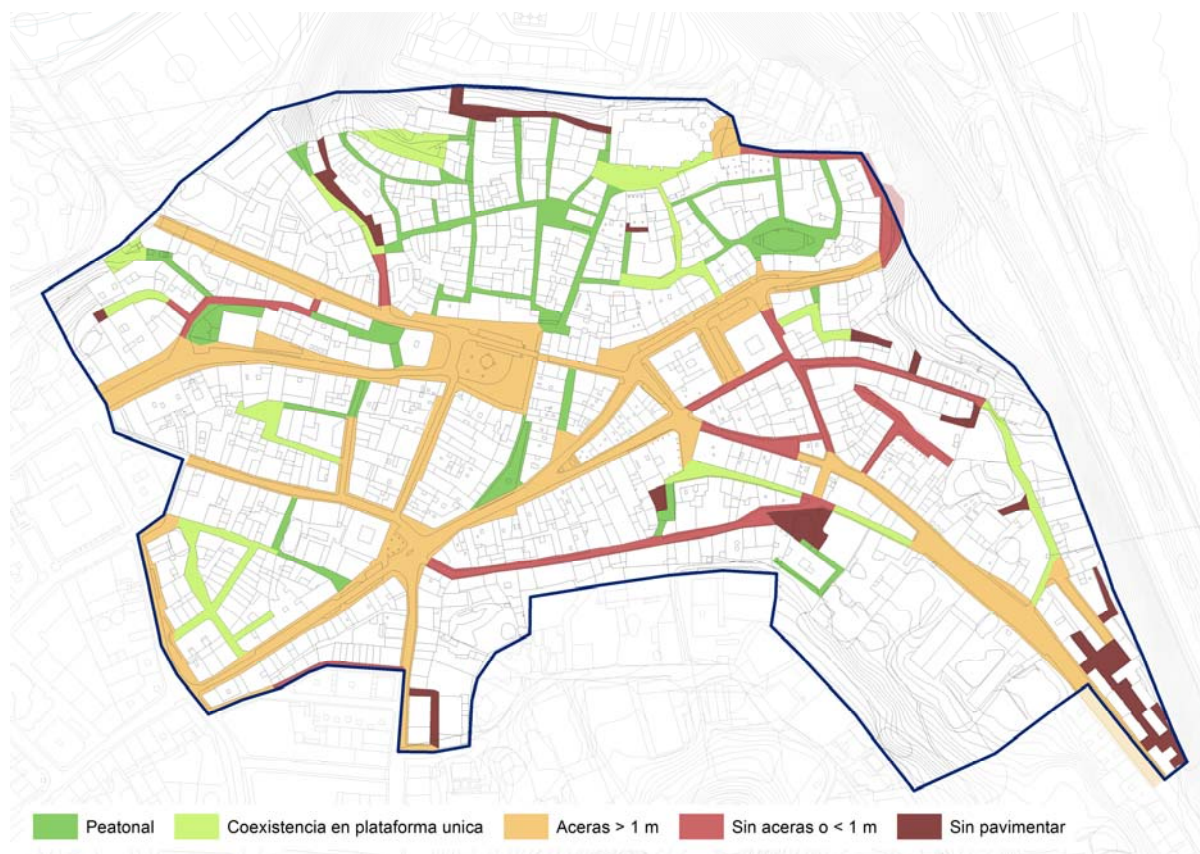 Peatonal
Coexistencia en plataforma unica
Aceras > 1 m
Sin aceras o < 1 m
Sin pavimentar